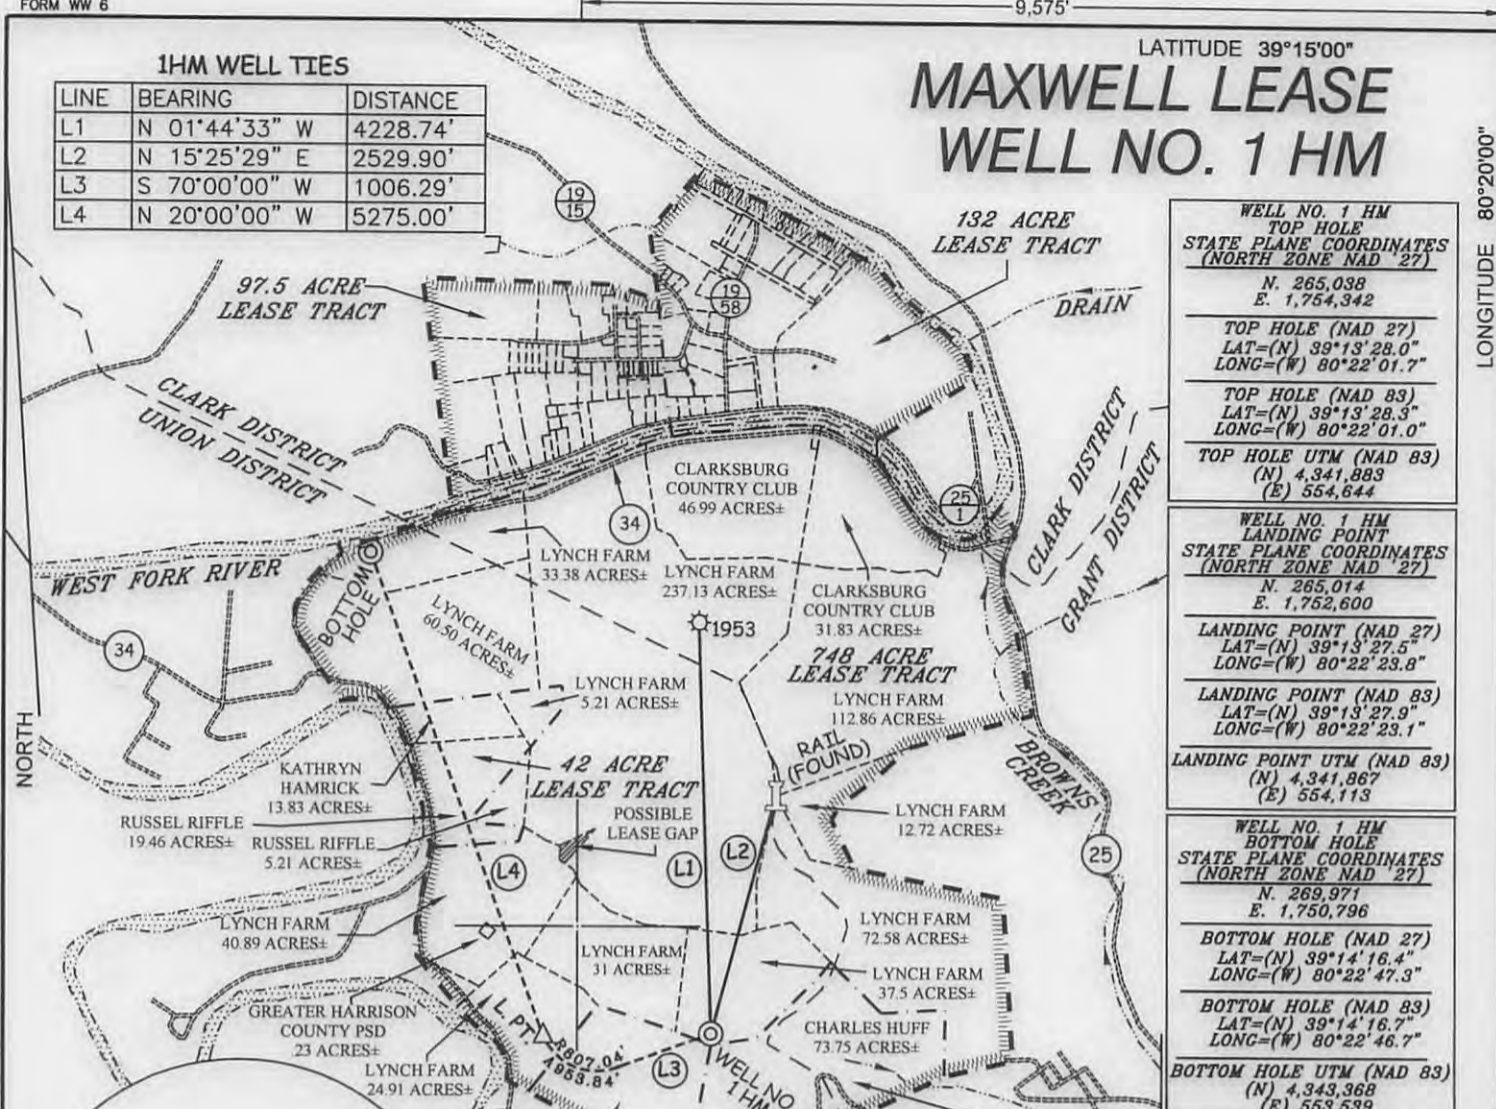 FORM WW 6
9,575'
LATITUDE 39°15'00"
MAXWELL LEASE
WELL NO. 1 HM
LONGITUDE 80°20'00"
1HM WELL TIES
LINE BEARING DISTANCE
L1 N 01°44'33" W 4228.74'
L2 N 15°25'29" E 2529.90'
L3 S 70°00'00" W 1006.29'
L4 N 20°00'00" W 5275.00'
19
15
19
58
132 ACRE
LEASE TRACT
97.5 ACRE
LEASE TRACT
DRAIN
CLARK DISTRICT
UNION DISTRICT
CLARK DISTRICT
GRANT DISTRICT
CLARKSBURG
COUNTRY CLUB
46.99 ACRES±
25
1
34
WEST FORK RIVER
BOTTOM
HOLE
LYNCH FARM
33.38 ACRES±
LYNCH FARM
237.13 ACRES±
CLARKSBURG
COUNTRY CLUB
31.83 ACRES±
LYNCH FARM
60.50 ACRES±
1953
34
748 ACRE
LEASE TRACT
LYNCH FARM
5.21 ACRES±
LYNCH FARM
112.86 ACRES±
NORTH
RAIL
(FOUND)
BROWNS
CREEK
KATHRYN
HAMRICK
13.83 ACRES±
42 ACRE
LEASE TRACT
POSSIBLE
LEASE GAP
LYNCH FARM
12.72 ACRES±
RUSSEL RIFFLE
19.46 ACRES±
RUSSEL RIFFLE
5.21 ACRES±
L4
L1
L2
25
LYNCH FARM
40.89 ACRES±
LYNCH FARM
72.58 ACRES±
LYNCH FARM
31 ACRES±
LYNCH FARM
37.5 ACRES±
GREATER HARRISON
COUNTY PSD
.23 ACRES±
L. PT.
R607.04'
4953.84'
CHARLES HUFF
73.75 ACRES±
LYNCH FARM
24.91 ACRES±
L3
WELL NO
1 HM
WELL NO. 1 HM
TOP HOLE
STATE PLANE COORDINATES
(NORTH ZONE NAD '27)
N. 265,038
E. 1,754,342
TOP HOLE (NAD 27)
LAT=(N) 39°13'28.0"
LONG=(W) 80°22'01.7"
TOP HOLE (NAD 83)
LAT=(N) 39°13'28.3"
LONG=(W) 80°22'01.0"
TOP HOLE UTM (NAD 83)
(N) 4,341,883
(E) 554,644
WELL NO. 1 HM
LANDING POINT
STATE PLANE COORDINATES
(NORTH ZONE NAD '27)
N. 265,014
E. 1,752,600
LANDING POINT (NAD 27)
LAT=(N) 39°13'27.5"
LONG=(W) 80°22'23.8"
LANDING POINT (NAD 83)
LAT=(N) 39°13'27.9"
LONG=(W) 80°22'23.1"
LANDING POINT UTM (NAD 83)
(N) 4,341,867
(E) 554,113
WELL NO. 1 HM
BOTTOM HOLE
STATE PLANE COORDINATES
(NORTH ZONE NAD '27)
N. 269,971
E. 1,750,796
BOTTOM HOLE (NAD 27)
LAT=(N) 39°14'16.4"
LONG=(W) 80°22'47.3"
BOTTOM HOLE (NAD 83)
LAT=(N) 39°14'16.7"
LONG=(W) 80°22'46.7"
BOTTOM HOLE UTM (NAD 83)
(N) 4,343,368
(E) 553,539